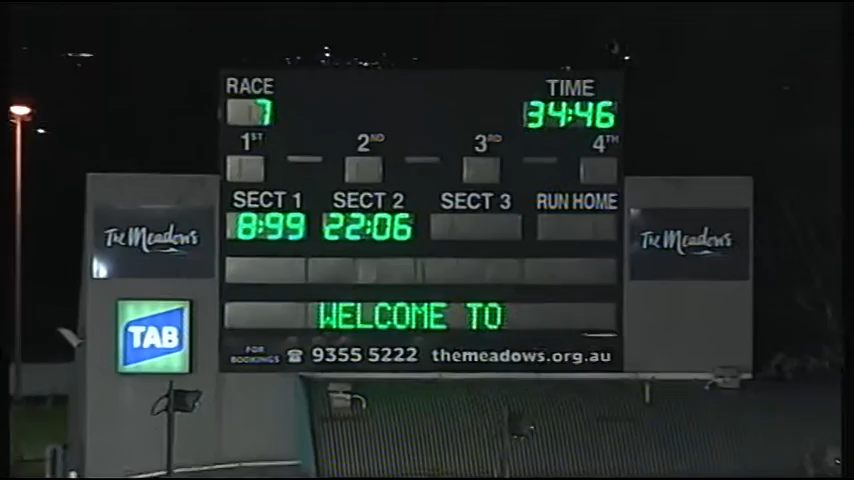 RACE TIME
7 34:46
1ST 2ND 3RD 4TH
SECT 1 SECT 2 SECT 3 RUN HOME
8:99 22:06
The Meadows The Meadows
WELCOME TO
TAB
FOR BOOKINGS ☎ 9355 5222 themeadows.org.au